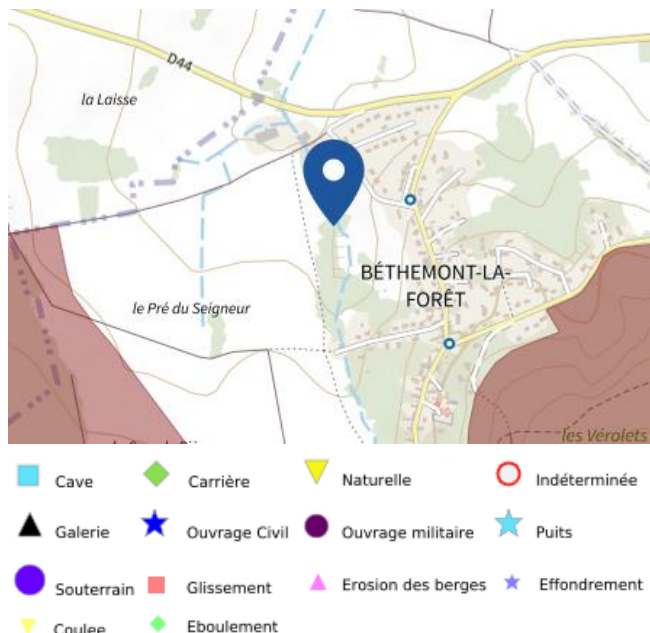 D44
la Laisse
BÉTHEMONT-LA-
FORÊT
le Pré du Seigneur
les Vérolets
Cave
Carrière
Naturelle
Indéterminée
Galerie
Ouvrage Civil
Ouvrage militaire
Puits
Souterrain
Glissement
Erosion des berges
Effondrement
Coulee
Eboulement